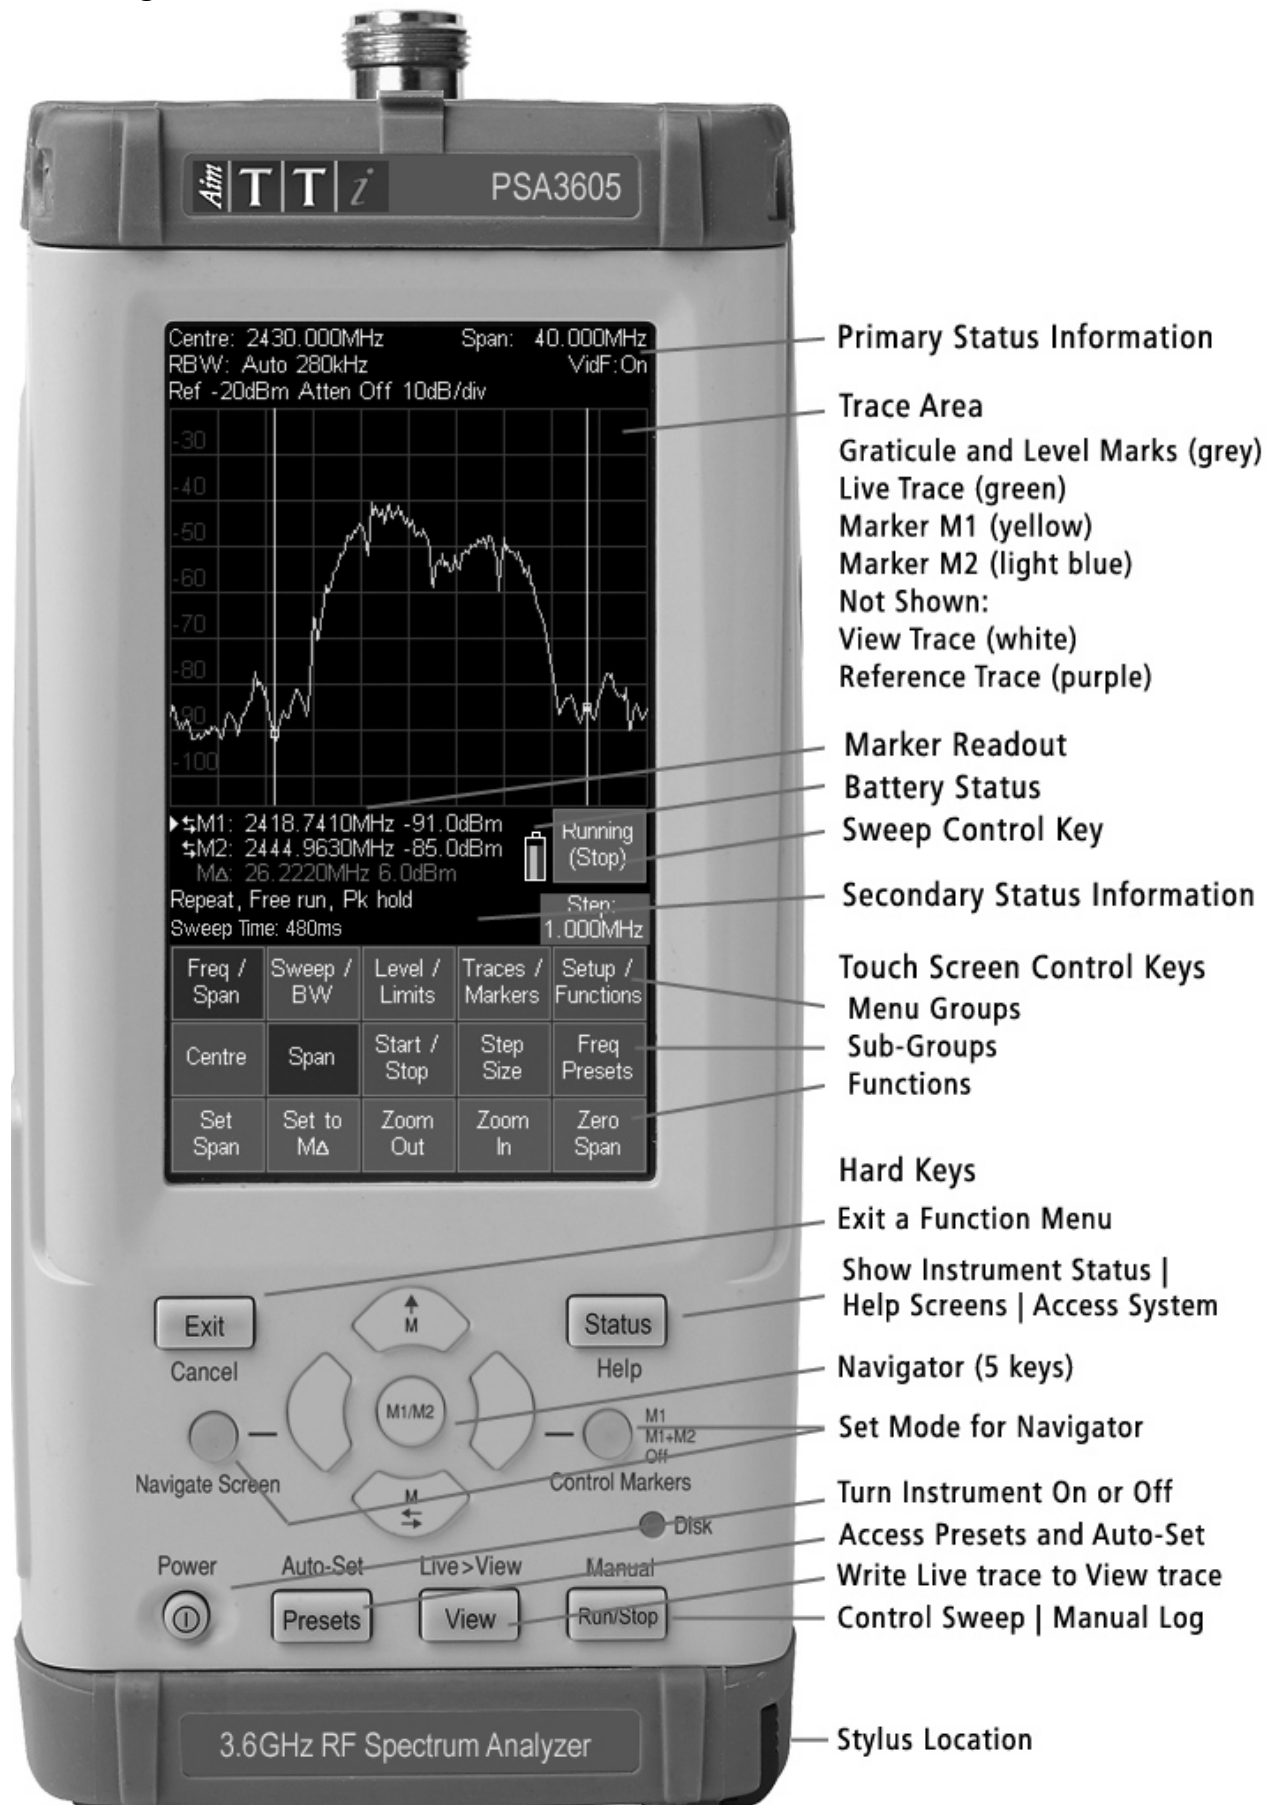 Aim TTi
PSA3605
Centre: 2430.000MHz Span: 40.000MHz
RBW: Auto 280kHz VidF:On
Ref -20dBm Atten Off 10dB/div
-30
-40
-50
-60
-70
-80
-90
-100
M1: 2418.7410MHz -91.0dBm
M2: 2444.9630MHz -85.0dBm
M∆: 26.2220MHz 6.0dBm
Running
(Stop)
Repeat, Free run, Pk hold
Sweep Time: 480ms
Step:
1.000MHz
Freq / Sweep / Level / Traces / Setup /
Span BW Limits Markers Functions
Centre Span Start / Step Freq
Stop Size Presets
Set Set to Zoom Zoom Zero
Span M∆ Out In Span
Primary Status Information
Trace Area
Graticule and Level Marks (grey)
Live Trace (green)
Marker M1 (yellow)
Marker M2 (light blue)
Not Shown:
View Trace (white)
Reference Trace (purple)
Marker Readout
Battery Status
Sweep Control Key
Secondary Status Information
Touch Screen Control Keys
Menu Groups
Sub-Groups
Functions
Hard Keys
Exit a Function Menu
Show Instrument Status |
Help Screens | Access System
Navigator (5 keys)
Set Mode for Navigator
Turn Instrument On or Off
Access Presets and Auto-Set
Write Live trace to View trace
Control Sweep | Manual Log
Stylus Location
Exit
Cancel
M
Status
Help
M1/M2
M1
M1+M2
Off
Navigate Screen
Control Markers
M
Disk
Power
Auto-Set
Live>View
Manual
Presets
View
Run/Stop
3.6GHz RF Spectrum Analyzer